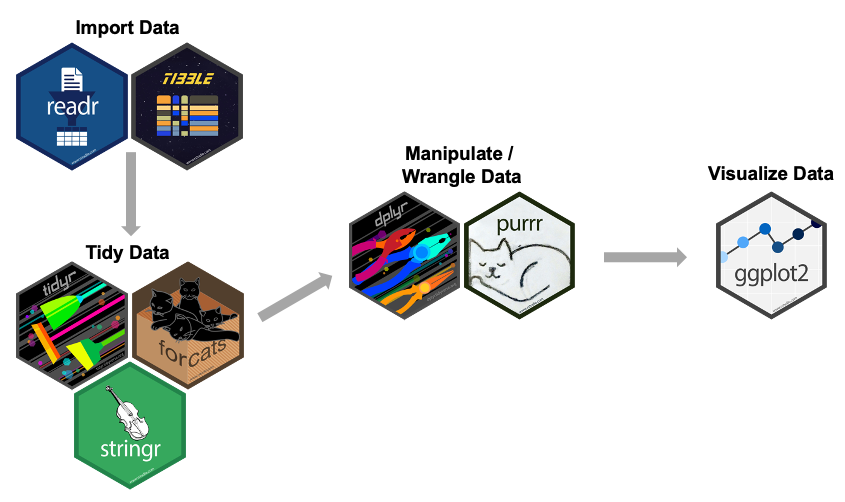 Import Data
readr
TIBBLE
Tidy Data
tidyr
forcats
stringr
Manipulate /
Wrangle Data
dplyr
purrr
Visualize Data
ggplot2